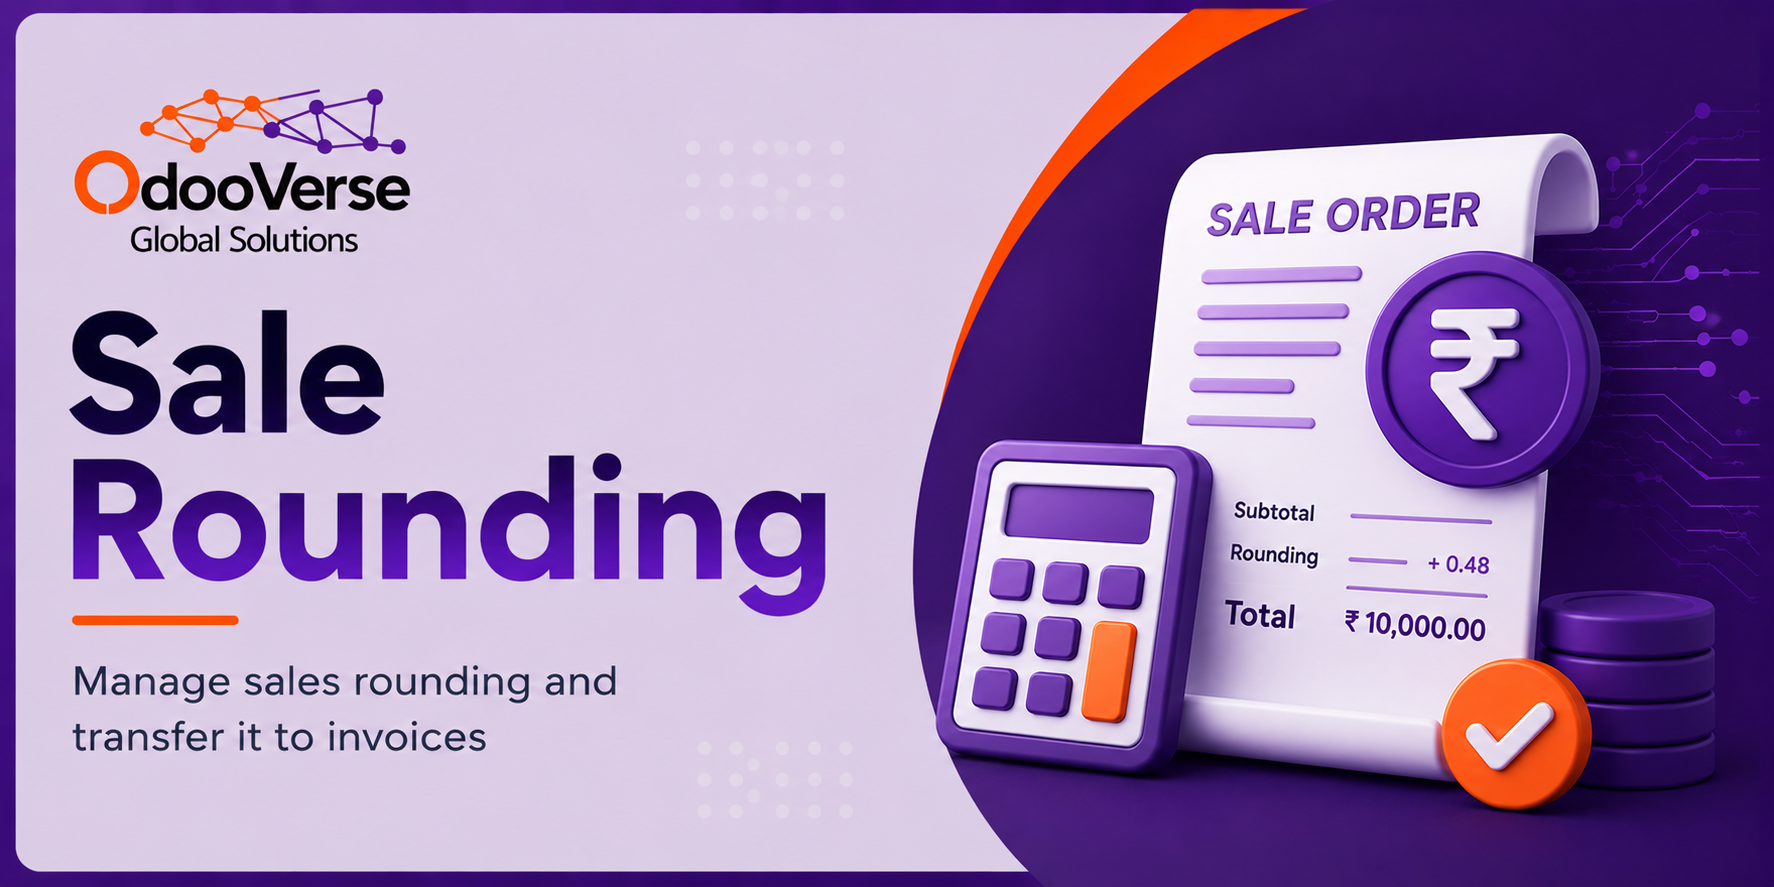 OdooVerse
Global Solutions
Sale
Rounding
Manage sales rounding and
transfer it to invoices
SALE ORDER
₹
Subtotal
Rounding + 0.48
Total ₹ 10,000.00